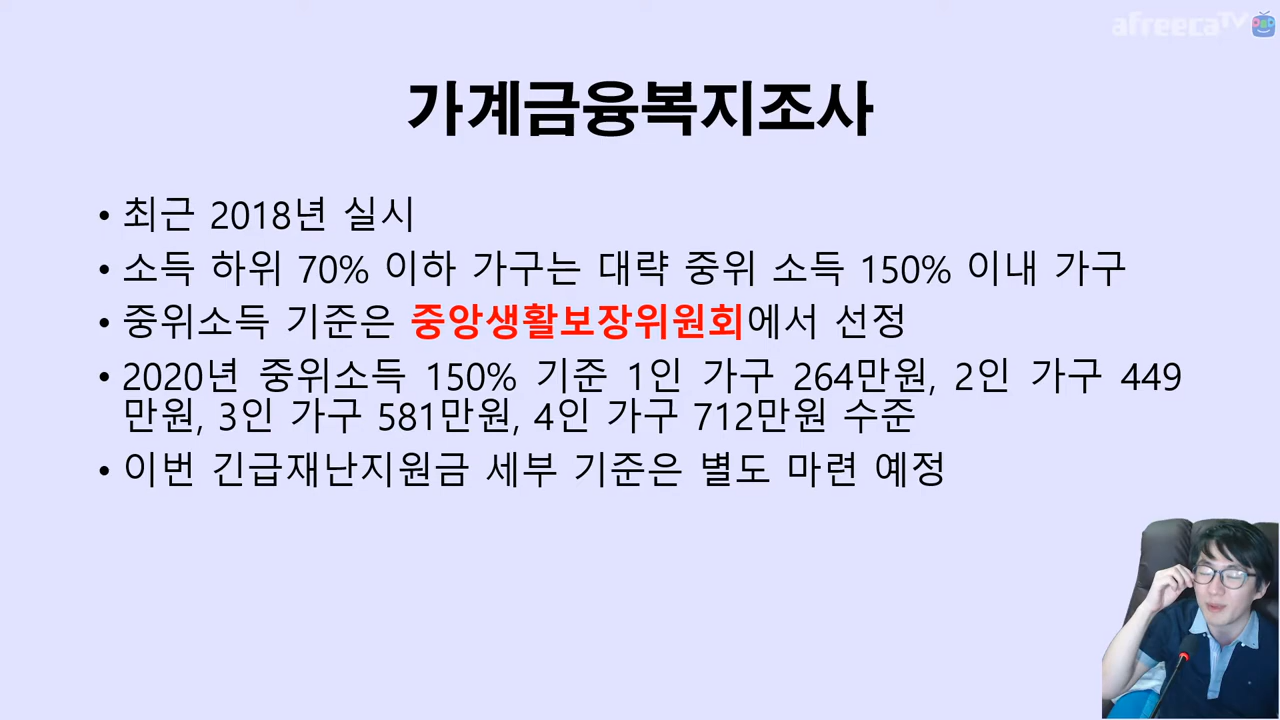 afreecaTV
가계금융복지조사
• 최근 2018년 실시
• 소득 하위 70% 이하 가구는 대략 중위 소득 150% 이내 가구
• 중위소득 기준은 중앙생활보장위원회에서 선정
• 2020년 중위소득 150% 기준 1인 가구 264만원, 2인 가구 449
만원, 3인 가구 581만원, 4인 가구 712만원 수준
• 이번 긴급재난지원금 세부 기준은 별도 마련 예정